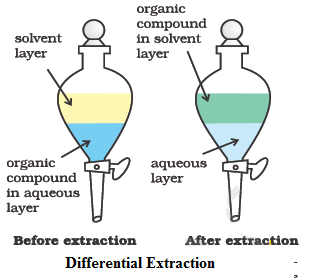 solvent
layer
organic
compound
in aqueous
layer
organic
compound
in solvent
layer
aqueous
layer
Before extraction
After extraction
Differential Extraction